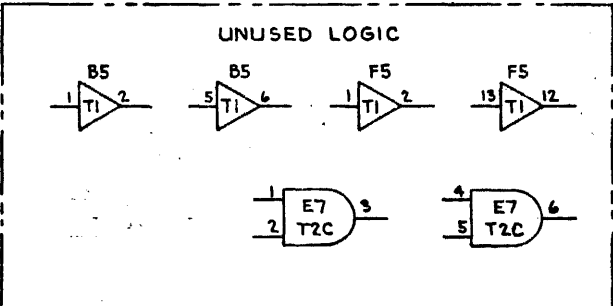 UNUSED LOGIC
B5 B5 F5 F5
1 T1 2 5 T1 6 1 T1 2 13 T1 12
1 E7 3 4 E7 6
2 T2C 5 T2C